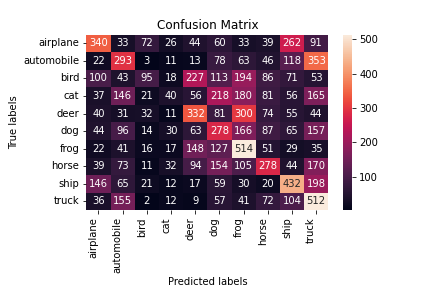 Confusion Matrix
airplane 340 33 72 26 44 60 33 39 262 91
automobile 22 293 3 11 13 78 63 46 118 353
bird 100 43 95 18 227 113 194 86 71 53
cat 37 146 21 40 56 218 180 81 56 165
deer 40 31 32 11 332 81 300 74 55 44
dog 44 96 14 30 63 278 166 87 65 157
frog 22 41 16 17 148 127 514 51 29 35
horse 39 73 11 32 94 154 105 278 44 170
ship 146 65 21 12 17 59 30 20 432 198
truck 36 155 2 12 9 57 41 72 104 512
airplane automobile bird cat deer dog frog horse ship truck
Predicted labels
True labels
500
400
300
200
100